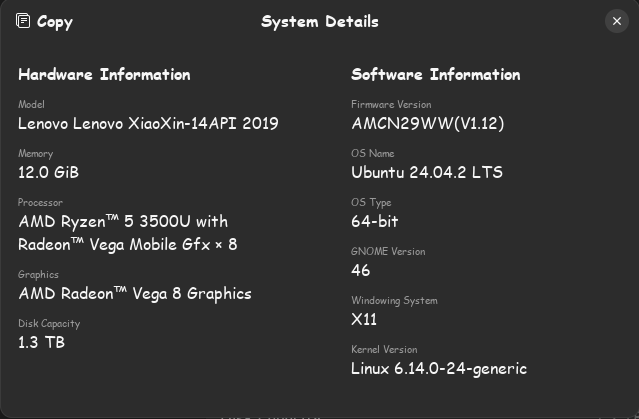 Copy
System Details
Hardware Information
Model
Lenovo Lenovo XiaoXin-14API 2019
Memory
12.0 GiB
Processor
AMD Ryzen™ 5 3500U with
Radeon™ Vega Mobile Gfx × 8
Graphics
AMD Radeon™ Vega 8 Graphics
Disk Capacity
1.3 TB
Software Information
Firmware Version
AMCN29WW(V1.12)
OS Name
Ubuntu 24.04.2 LTS
OS Type
64-bit
GNOME Version
46
Windowing System
X11
Kernel Version
Linux 6.14.0-24-generic